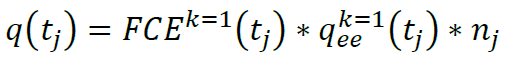 q(t_j) = FCE^{k=1}(t_j) * q_{ee}^{k=1}(t_j) * n_j